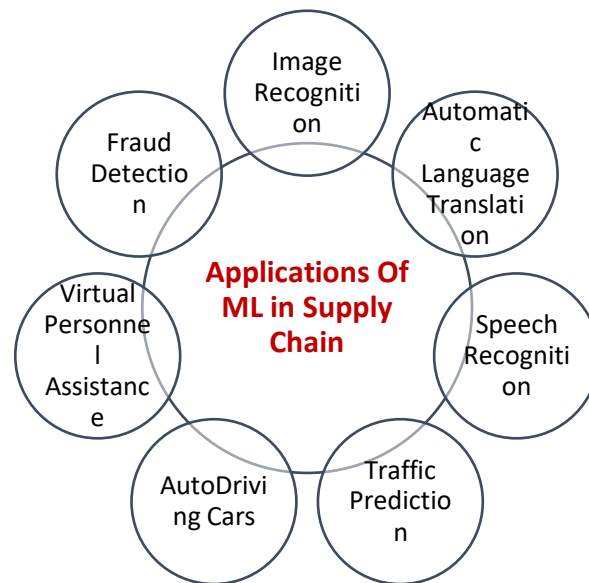 Image
Recogniti
on
Automati
c
Language
Translati
on
Speech
Recogniti
on
Traffic
Predictio
n
AutoDrivi
ng Cars
Virtual
Personne
l
Assistanc
e
Fraud
Detectio
n
Applications Of
ML in Supply
Chain